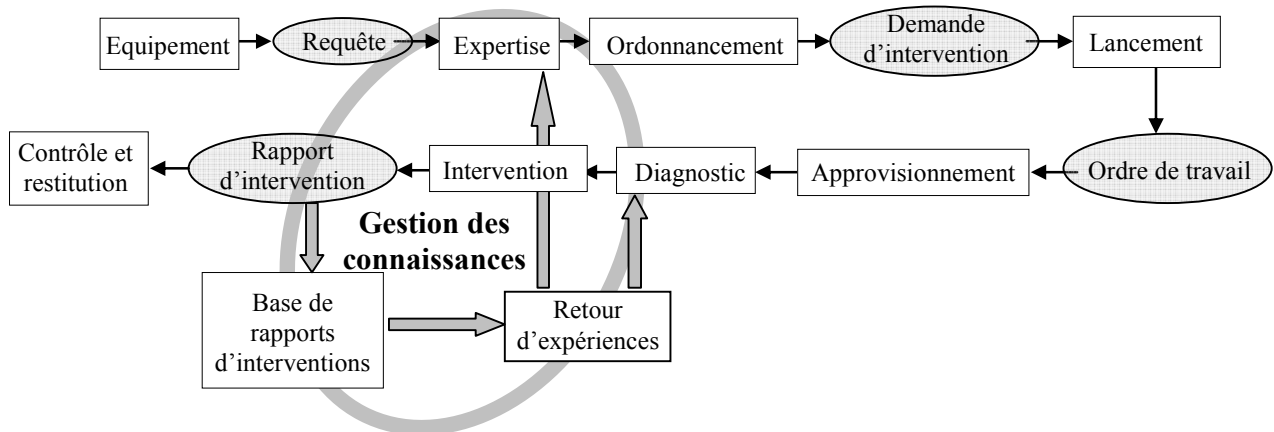 Equipement
Requête
Expertise
Ordonnancement
Demande
d'intervention
Lancement
Contrôle et
restitution
Rapport
d'intervention
Intervention
Diagnostic
Approvisionnement
Ordre de travail
Gestion des
connaissances
Base de
rapports
d'interventions
Retour
d'expériences